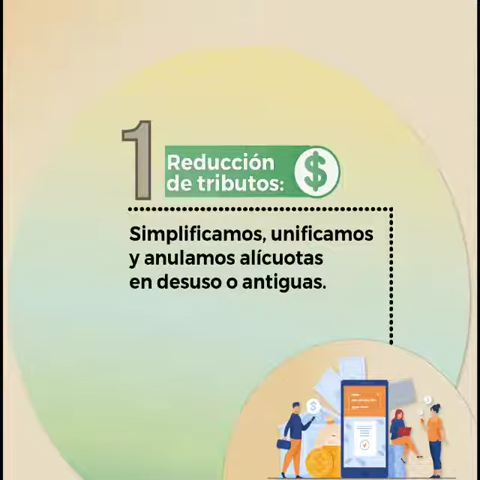 1
Reducción
de tributos:
$
Simplificamos, unificamos
y anulamos alícuotas
en desuso o antiguas.
$